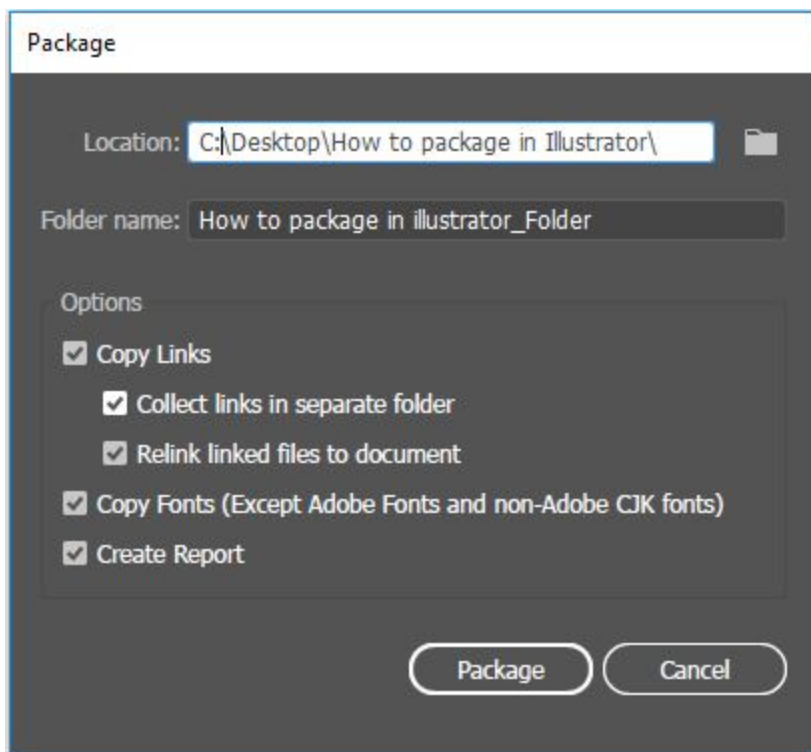 Package
Location: C:\Desktop\How to package in Illustrator\
Folder name: How to package in illustrator_Folder
Options
Copy Links
Collect links in separate folder
Relink linked files to document
Copy Fonts (Except Adobe Fonts and non-Adobe CJK fonts)
Create Report
Package Cancel